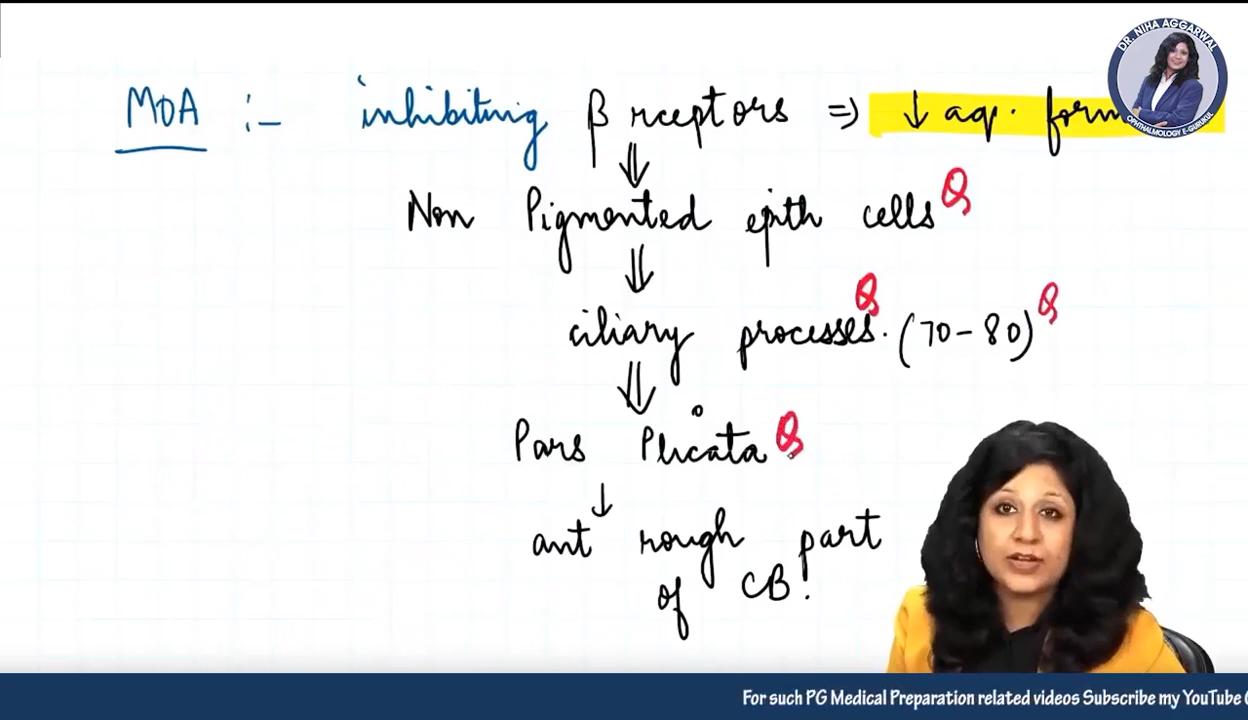 DR. NIHA AGGARWAL
OPHTHALMOLOGY E-GURUKUL
MOA :- inhibiting β rceptors ⇒ ↓ aq. form
⇓
Non Pigmented epith cells Q
⇓
ciliary processes. Q (70-80) Q
⇓
Pars Plicata Q
↓
ant rough part
of CB!
For such PG Medical Preparation related videos Subscribe my YouTube